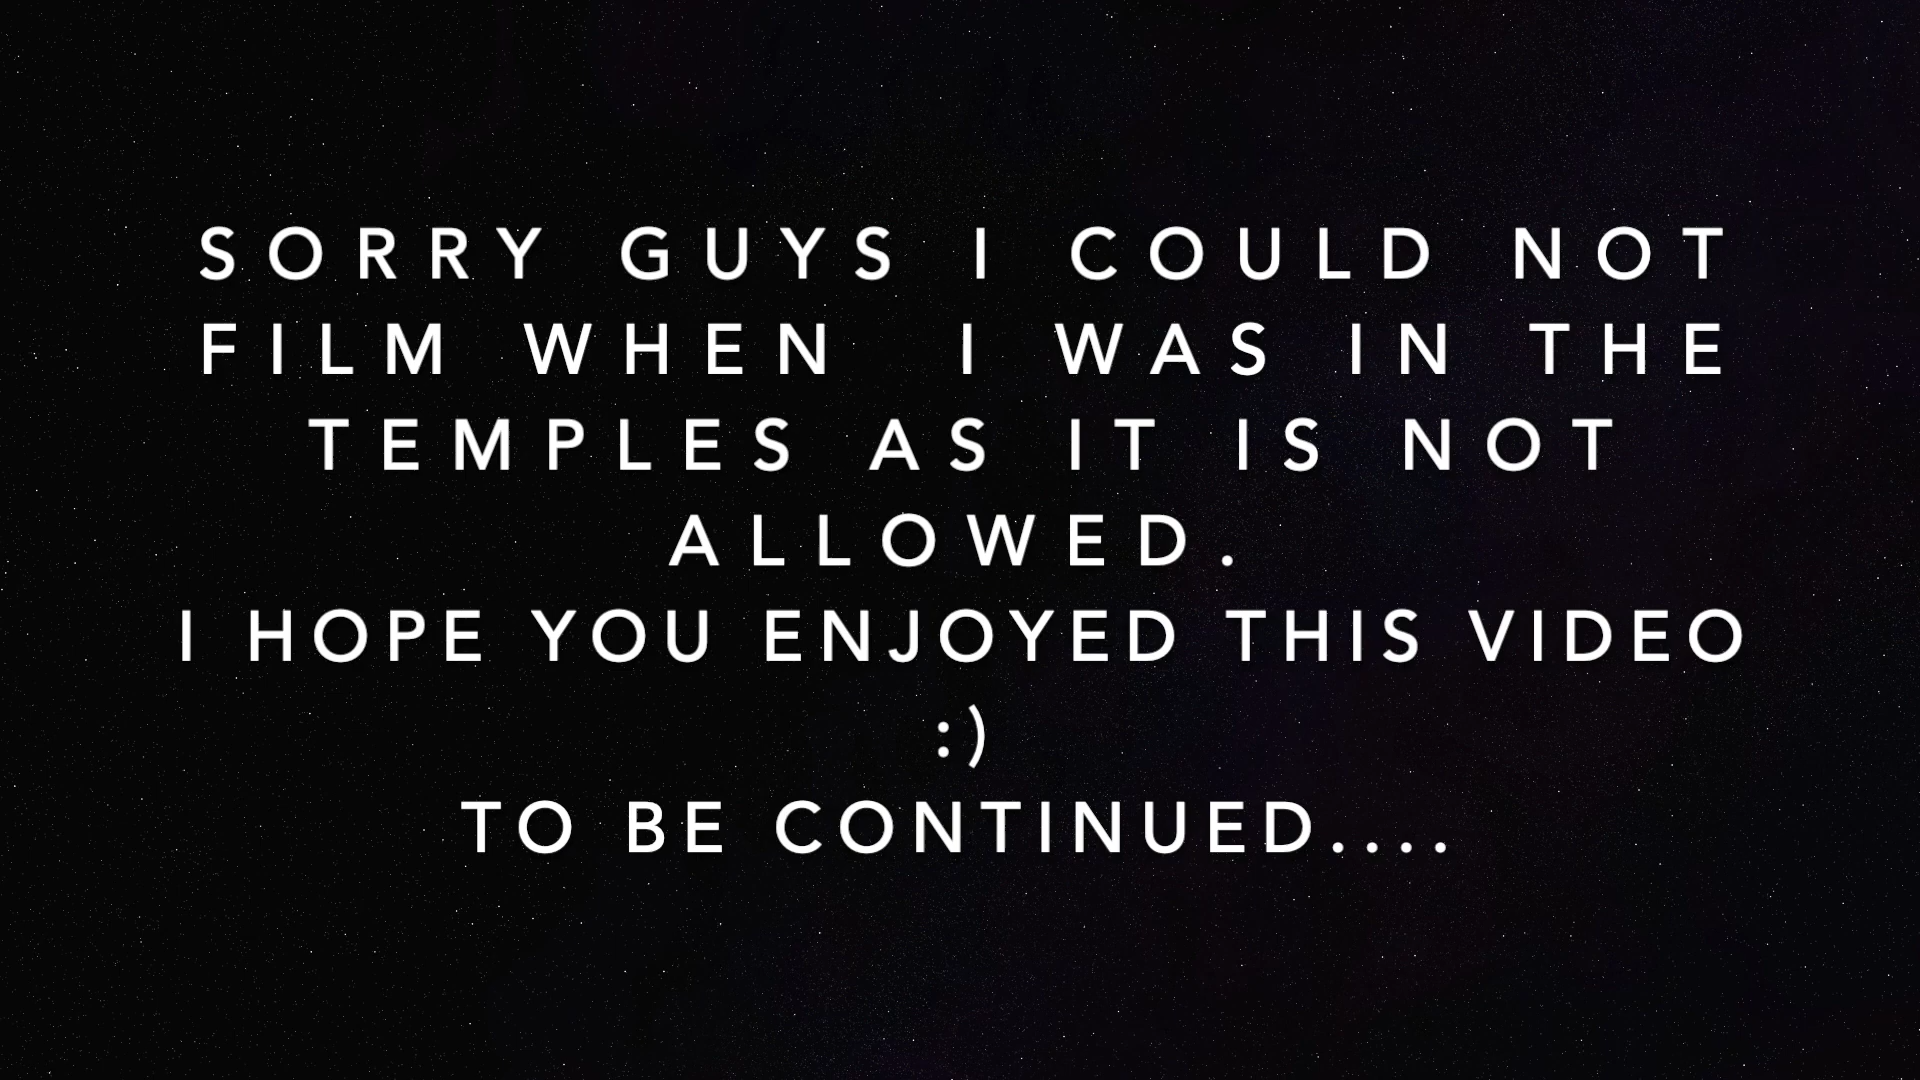 SORRY GUYS I COULD NOT
FILM WHEN I WAS IN THE
TEMPLES AS IT IS NOT
ALLOWED.
I HOPE YOU ENJOYED THIS VIDEO
:)
TO BE CONTINUED....